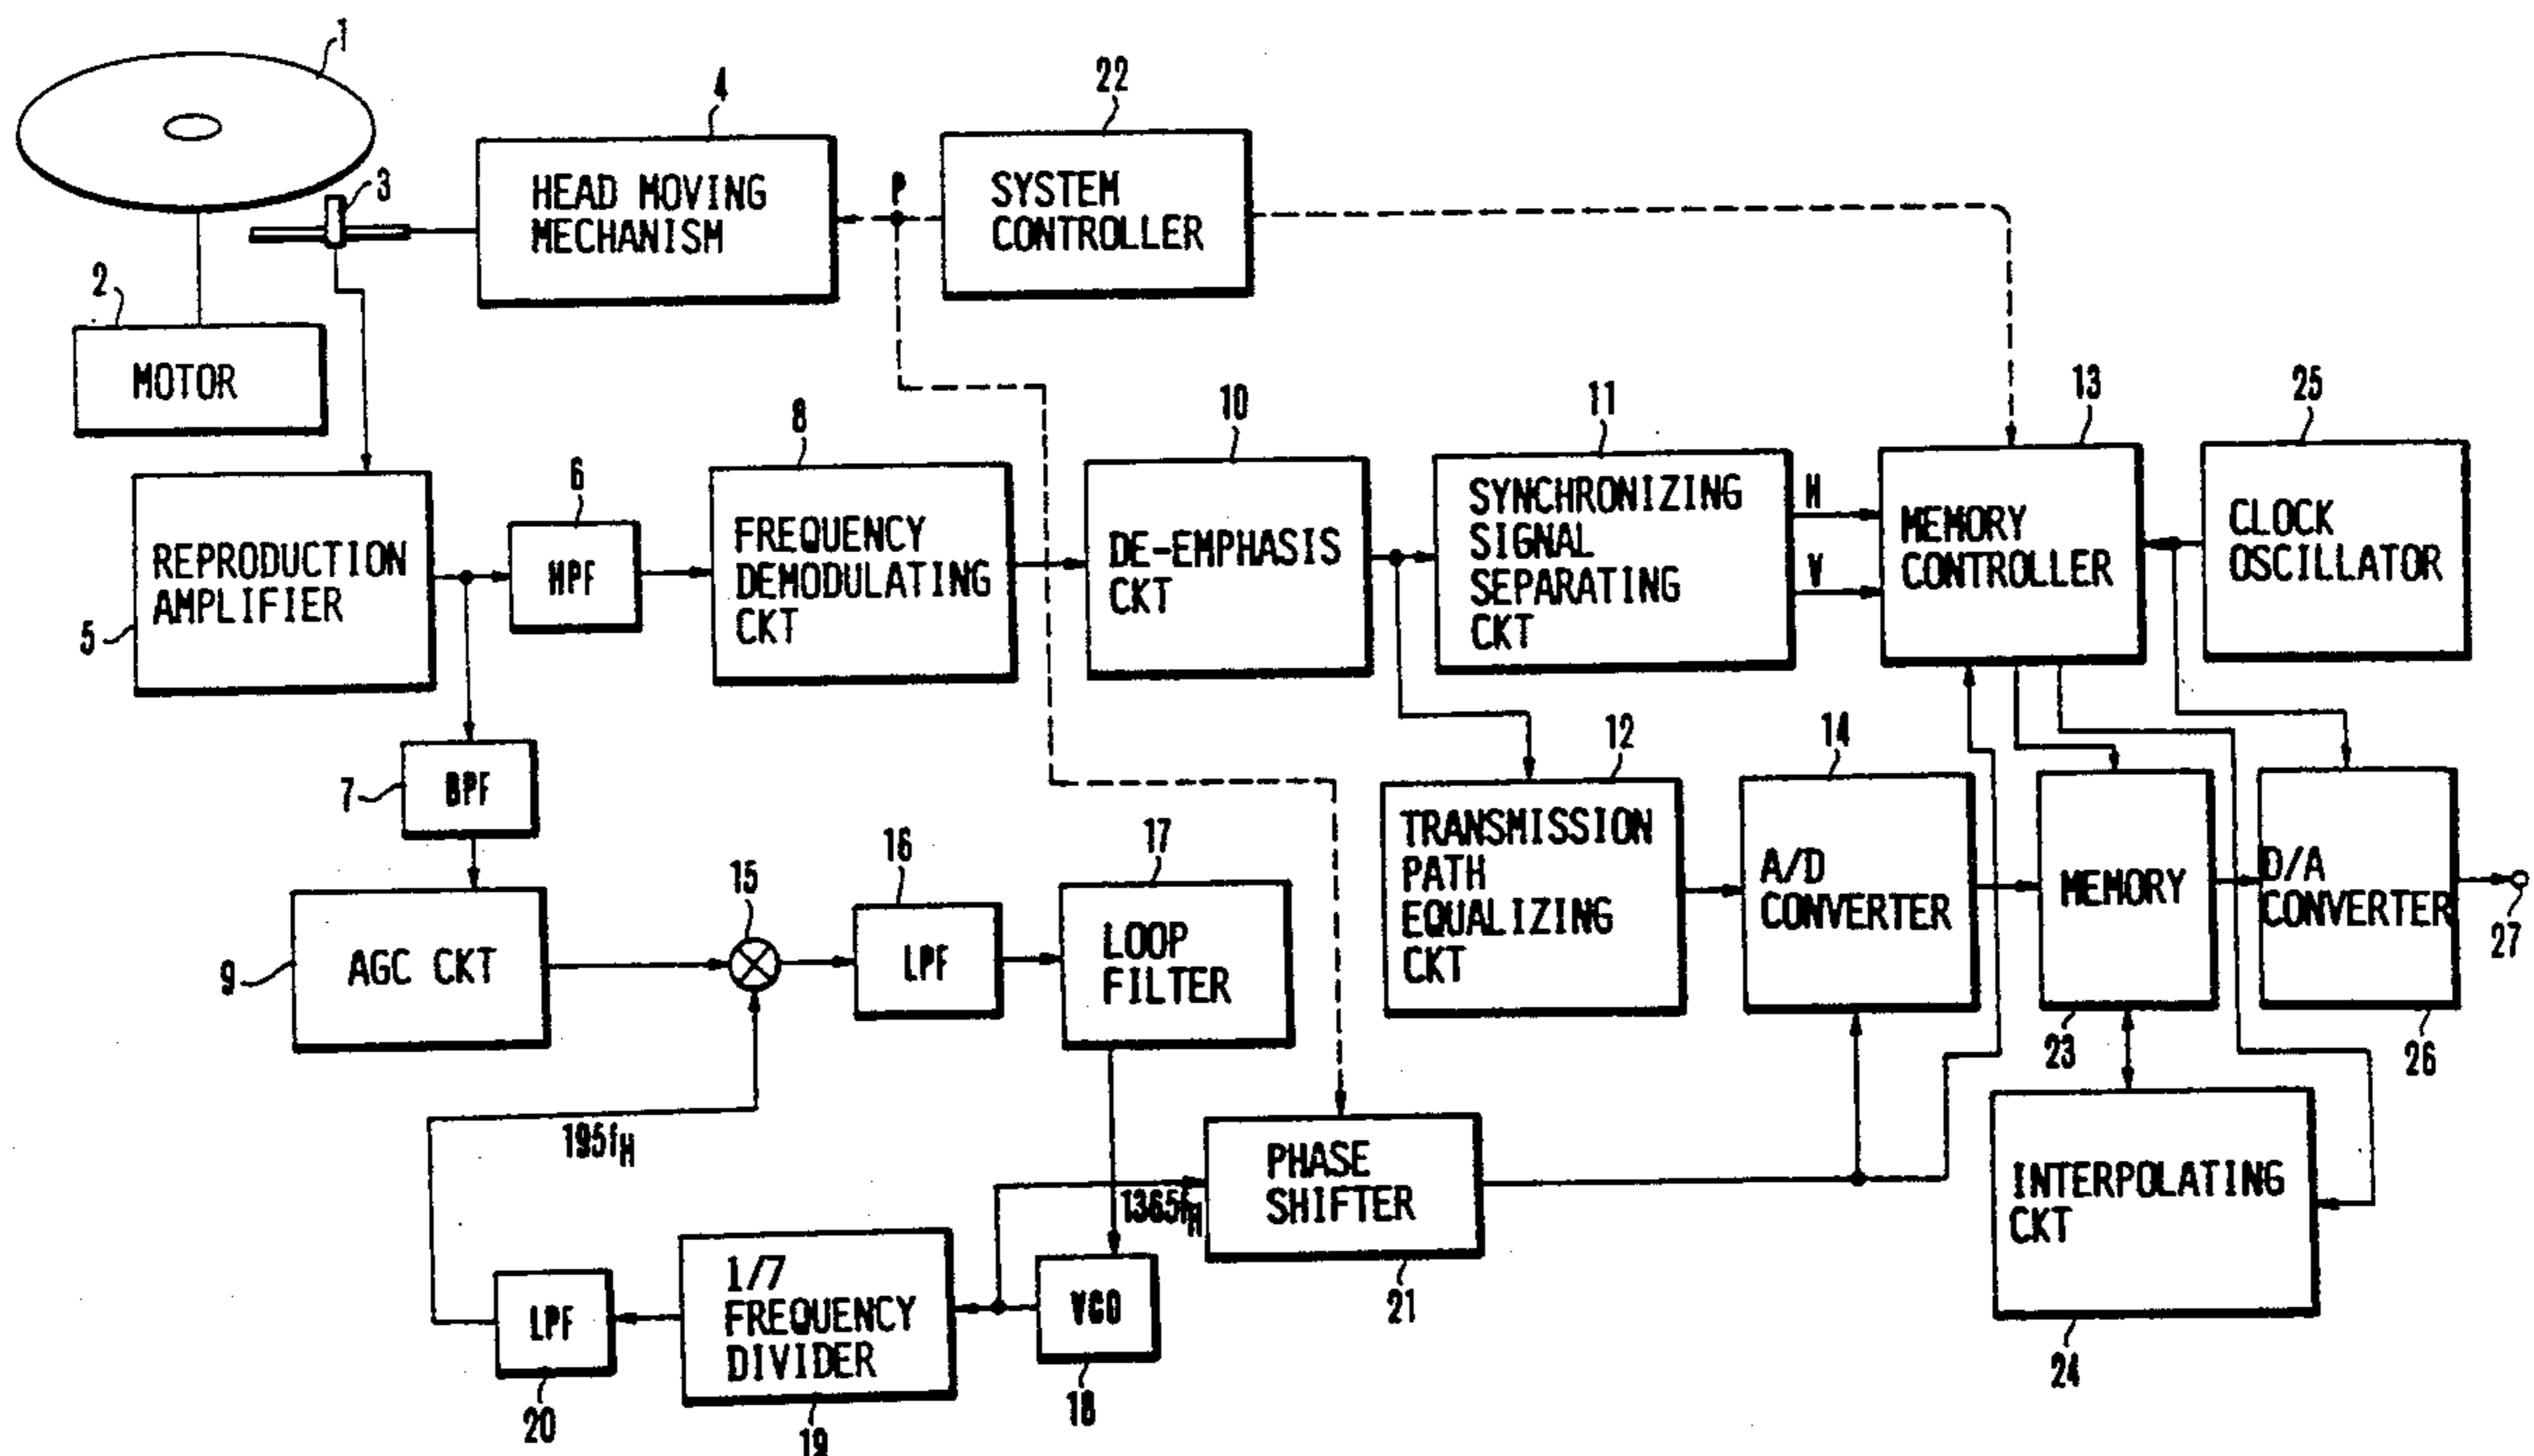 1
4
22
HEAD MOVING
MECHANISM
P
SYSTEM
CONTROLLER
3
2
MOTOR
5
REPRODUCTION
AMPLIFIER
6
HPF
8
FREQUENCY
DEMODULATING
CKT
10
DE-EMPHASIS
CKT
11
SYNCHRONIZING
SIGNAL
SEPARATING
CKT
H
V
13
MEMORY
CONTROLLER
25
CLOCK
OSCILLATOR
7
BPF
12
TRANSMISSION
PATH
EQUALIZING
CKT
14
A/D
CONVERTER
MEMORY
23
D/A
CONVERTER
26
27
9
AGC CKT
15
16
LPF
17
LOOP
FILTER
195fH
1365fH
PHASE
SHIFTER
21
INTERPOLATING
CKT
24
LPF
20
1/7
FREQUENCY
DIVIDER
19
VCO
18